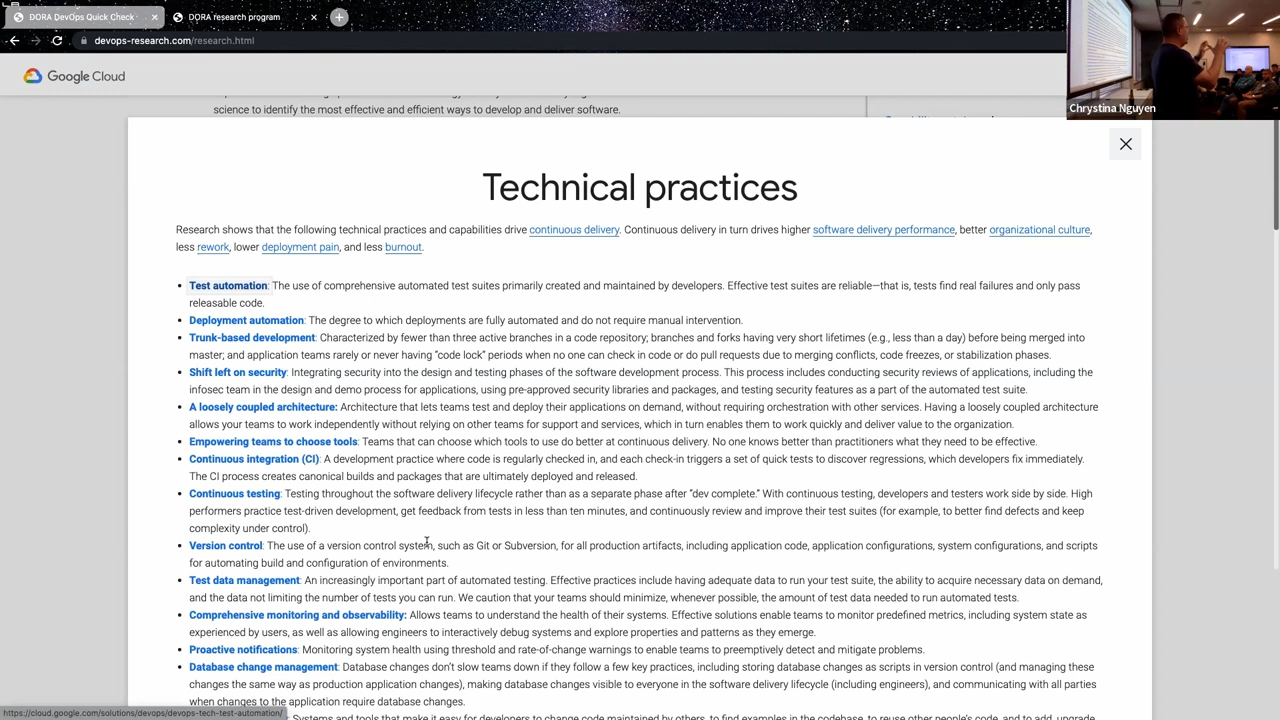 DORA DevOps Quick Check
DORA research program
devops-research.com/research.html
Google Cloud
Chrystina Nguyen
science to identify the most effective and efficient ways to develop and deliver software.
Technical practices
Research shows that the following technical practices and capabilities drive continuous delivery. Continuous delivery in turn drives higher software delivery performance, better organizational culture,
less rework, lower deployment pain, and less burnout.
• Test automation: The use of comprehensive automated test suites primarily created and maintained by developers. Effective test suites are reliable—that is, tests find real failures and only pass
releasable code.
• Deployment automation: The degree to which deployments are fully automated and do not require manual intervention.
• Trunk-based development: Characterized by fewer than three active branches in a code repository; branches and forks having very short lifetimes (e.g., less than a day) before being merged into
master; and application teams rarely or never having "code lock" periods when no one can check in code or do pull requests due to merging conflicts, code freezes, or stabilization phases.
• Shift left on security: Integrating security into the design and testing phases of the software development process. This process includes conducting security reviews of applications, including the
infosec team in the design and demo process for applications, using pre-approved security libraries and packages, and testing security features as a part of the automated test suite.
• A loosely coupled architecture: Architecture that lets teams test and deploy their applications on demand, without requiring orchestration with other services. Having a loosely coupled architecture
allows your teams to work independently without relying on other teams for support and services, which in turn enables them to work quickly and deliver value to the organization.
• Empowering teams to choose tools: Teams that can choose which tools to use do better at continuous delivery. No one knows better than practitioners what they need to be effective.
• Continuous integration (CI): A development practice where code is regularly checked in, and each check-in triggers a set of quick tests to discover regressions, which developers fix immediately.
The CI process creates canonical builds and packages that are ultimately deployed and released.
• Continuous testing: Testing throughout the software delivery lifecycle rather than as a separate phase after "dev complete." With continuous testing, developers and testers work side by side. High
performers practice test-driven development, get feedback from tests in less than ten minutes, and continuously review and improve their test suites (for example, to better find defects and keep
complexity under control).
• Version control: The use of a version control system, such as Git or Subversion, for all production artifacts, including application code, application configurations, system configurations, and scripts
for automating build and configuration of environments.
• Test data management: An increasingly important part of automated testing. Effective practices include having adequate data to run your test suite, the ability to acquire necessary data on demand,
and the data not limiting the number of tests you can run. We caution that your teams should minimize, whenever possible, the amount of test data needed to run automated tests.
• Comprehensive monitoring and observability: Allows teams to understand the health of their systems. Effective solutions enable teams to monitor predefined metrics, including system state as
experienced by users, as well as allowing engineers to interactively debug systems and explore properties and patterns as they emerge.
• Proactive notifications: Monitoring system health using threshold and rate-of-change warnings to enable teams to preemptively detect and mitigate problems.
• Database change management: Database changes don't slow teams down if they follow a few key practices, including storing database changes as scripts in version control (and managing these
changes the same way as production application changes), making database changes visible to everyone in the software delivery lifecycle (including engineers), and communicating with all parties
when changes to the application require database changes.
https://cloud.google.com/solutions/devops/devops-tech-test-automation/
Systems and tools that make it easy for developers to change code maintained by others, to find examples in the codebase, to reuse other people's code, and to add, upgrade